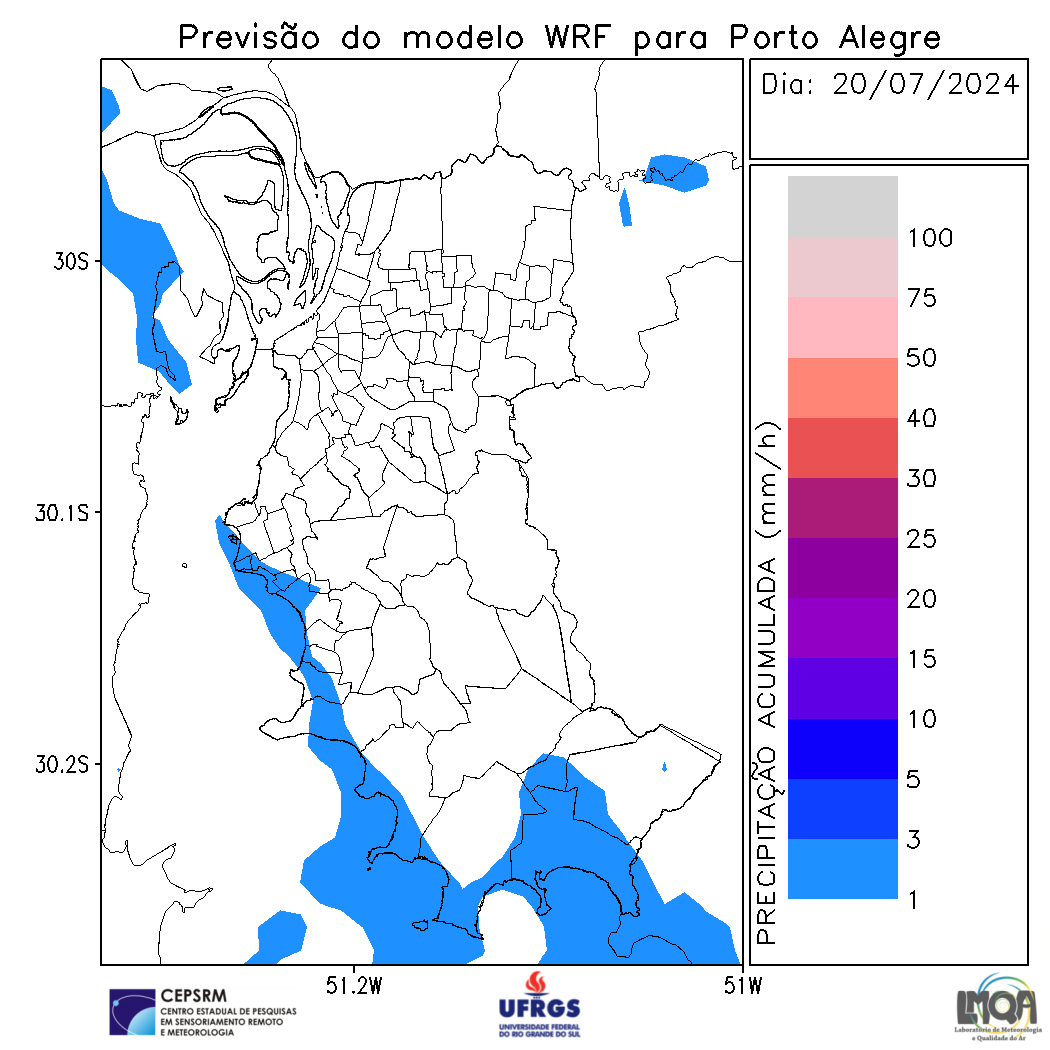 Previsão do modelo WRF para Porto Alegre
Dia: 20/07/2024
30S
30.1S
30.2S
51.2W
51W
PRECIPITAÇÃO ACUMULADA (mm/h)
100
75
50
40
30
25
20
15
10
5
3
1
CEPSRM
CENTRO ESTADUAL DE PESQUISAS
EM SENSORIAMENTO REMOTO
E METEOROLOGIA
UFRGS
UNIVERSIDADE FEDERAL
DO RIO GRANDE DO SUL
LMQA
Laboratório de Meteorologia
e Qualidade do Ar